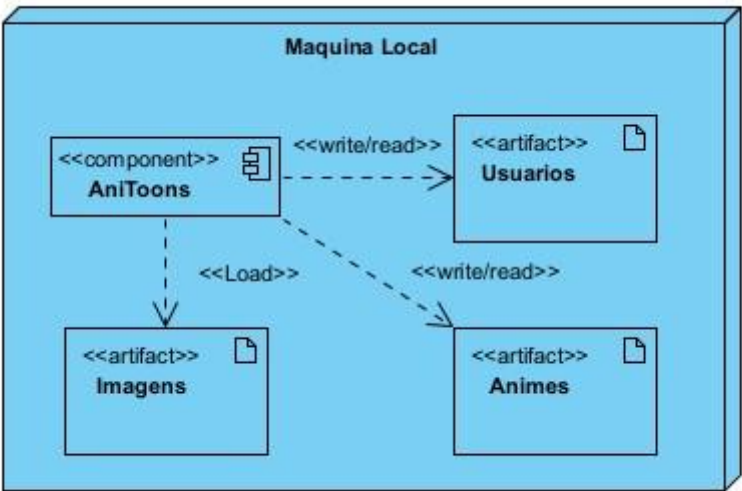 Maquina Local
<<component>>
AniToons
<<write/read>>
<<artifact>>
Usuarios
<<Load>>
<<write/read>>
<<artifact>>
Imagens
<<artifact>>
Animes